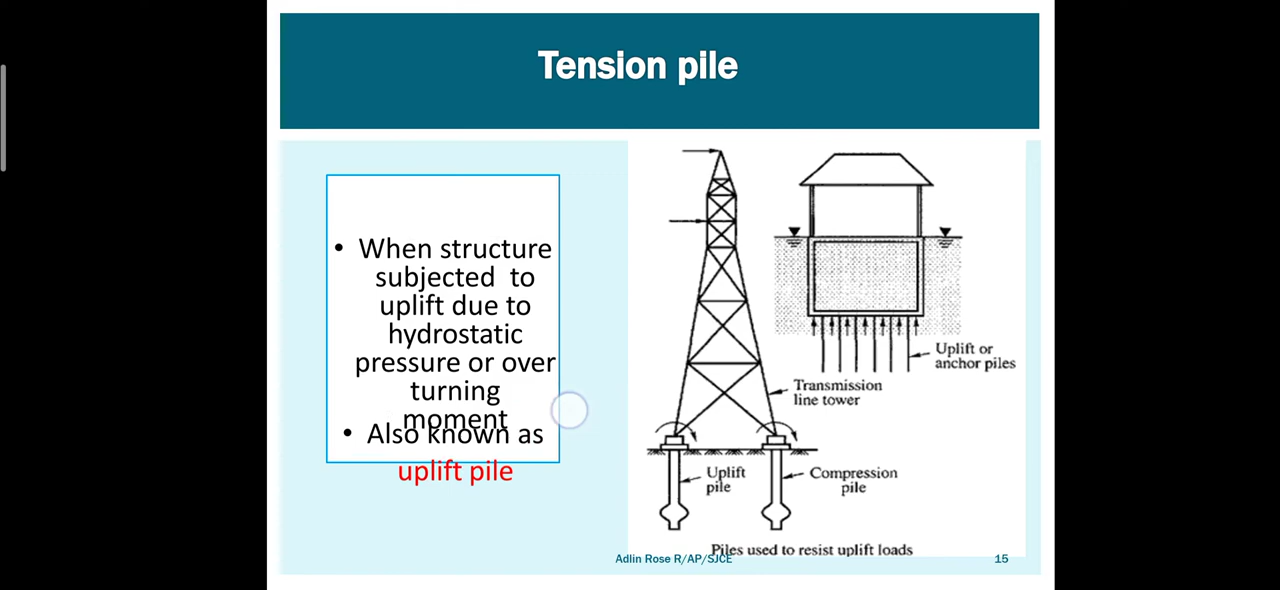 Tension pile
• When structure
subjected to
uplift due to
hydrostatic
pressure or over
turning
moment
• Also known as
uplift pile
Uplift or
anchor piles
Transmission
line tower
Uplift
pile
Compression
pile
Piles used to resist uplift loads
Adlin Rose R/AP/SJCE
15